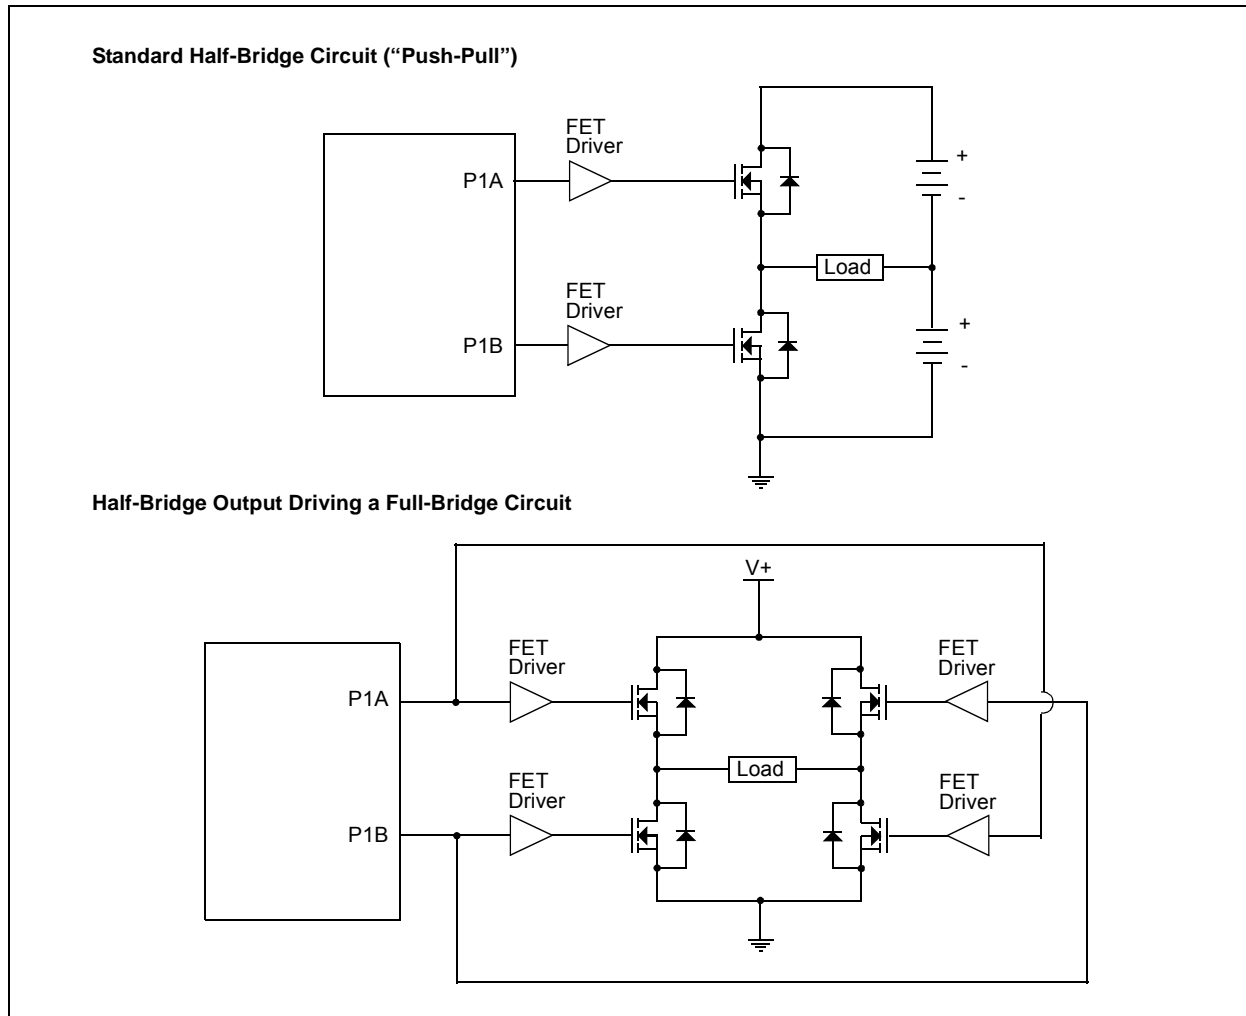 Standard Half-Bridge Circuit (“Push-Pull”)
FET
Driver
P1A
+
-
Load
FET
Driver
P1B
+
-
Half-Bridge Output Driving a Full-Bridge Circuit
V+
FET
Driver
FET
Driver
P1A
Load
FET
Driver
FET
Driver
P1B